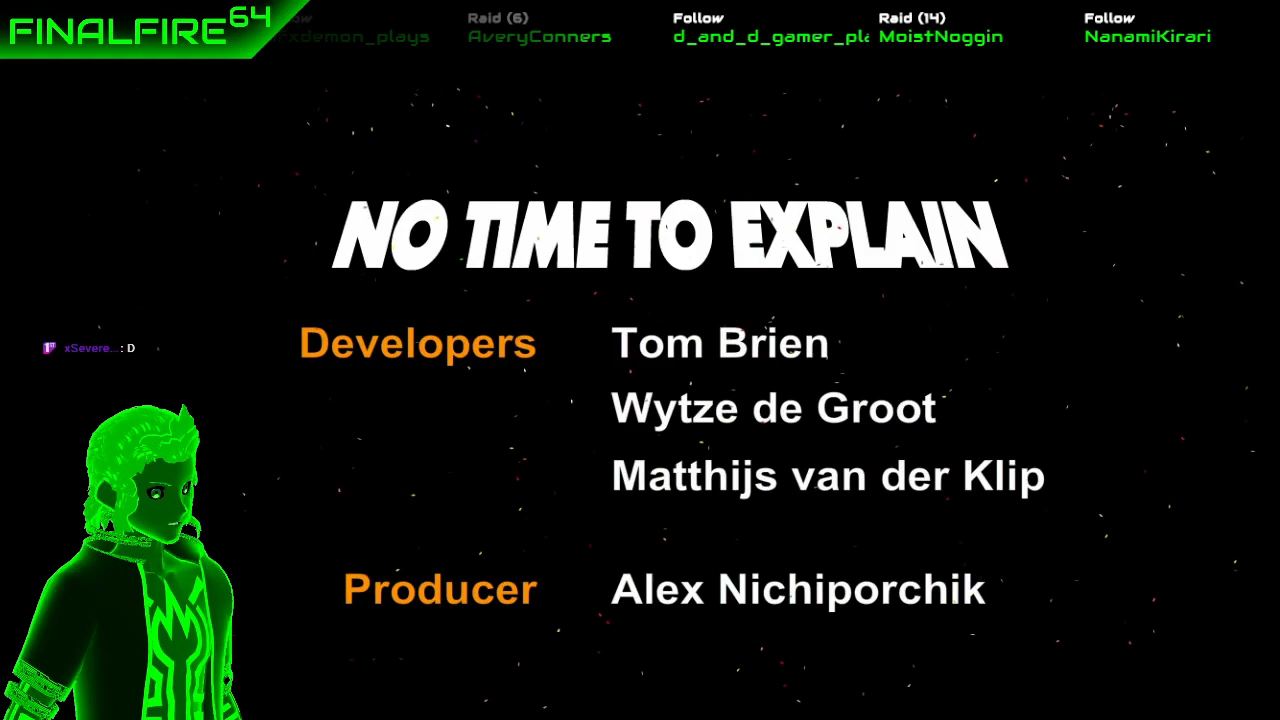 FINALFIRE64
Raid (6)
AveryConners
Follow
d_and_d_gamer_pla
Raid (14)
MoistNoggin
Follow
NanamiKirari
NO TIME TO EXPLAIN
Developers Tom Brien
Wytze de Groot
Matthijs van der Klip
xSevere...: D
Producer Alex Nichiporchik